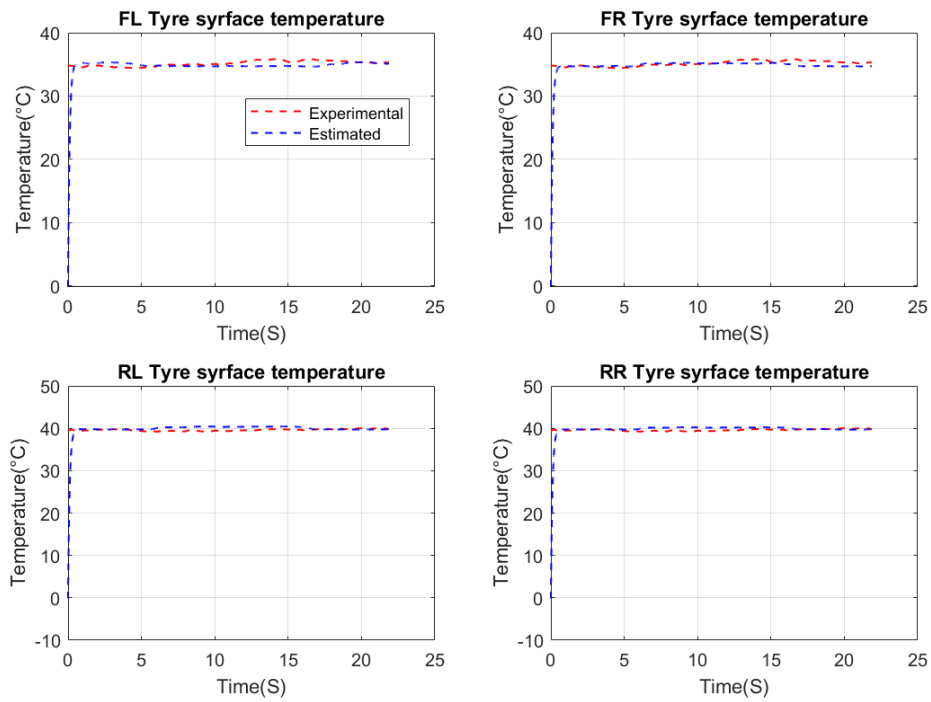 FL Tyre syrface temperature
40
30
20
10
0
Temperature(°C)
Experimental
Estimated
0 5 10 15 20 25
Time(S)
FR Tyre syrface temperature
40
30
20
10
0
Temperature(°C)
0 5 10 15 20 25
Time(S)
RL Tyre syrface temperature
50
40
30
20
10
0
-10
Temperature(°C)
0 5 10 15 20 25
Time(S)
RR Tyre syrface temperature
50
40
30
20
10
0
-10
Temperature(°C)
0 5 10 15 20 25
Time(S)